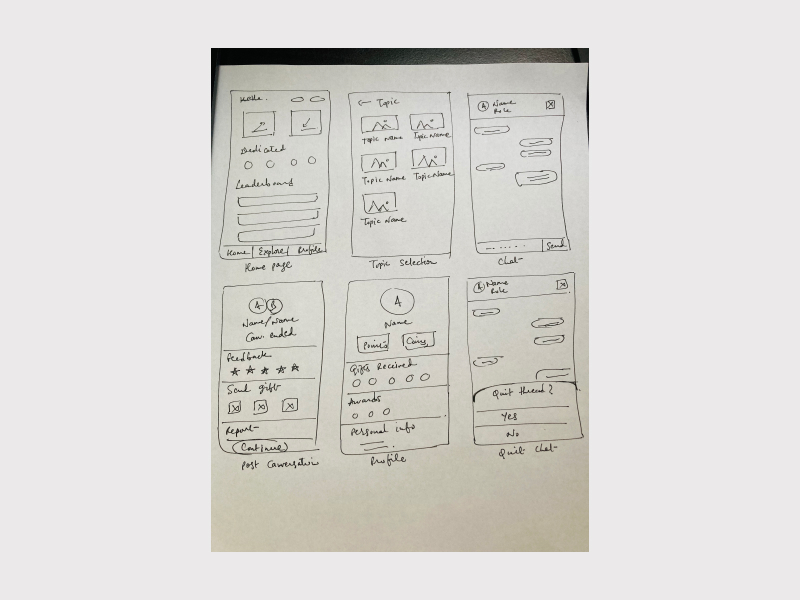 Hello.
Dedicated
Leaderboard
Home Explore Profile
Home page
← Topic
Topic Name Topic Name
Topic Name Topic Name
Topic Name
Topic Selection
A Name
Role
Send
Chat
A B
Name/Name
Conv. ended
Feedback
Send gifts
Report
Continue
Post Conversation
A
Name
Points Coins
Gifts Received
Awards
Personal info
Profile
A Name
Role
Quit thread?
Yes
No
Quit Chat